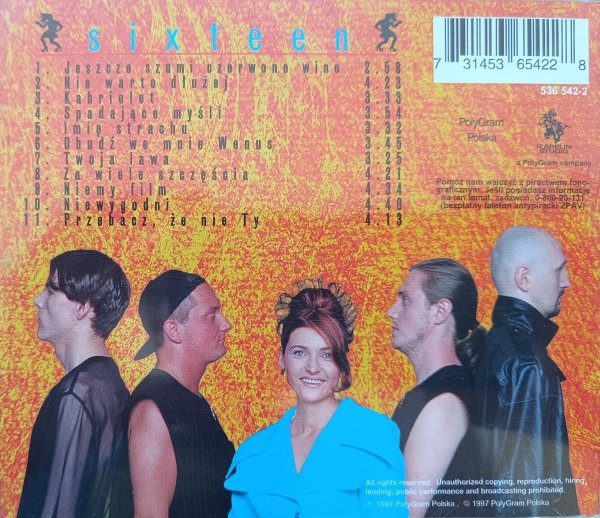 sixteen
1. Jeszcze szumi czerwone wino 2.58
2. Nie warto dłużej 4.23
3. Kabriolet 3.33
4. Spadające myśli 3.54
5. Imię strachu 3.32
6. Obudź we mnie Wenus 3.45
7. Twoja ława 3.25
8. Za wiele szczęścia 4.21
9. Niemy film 4.34
10. Niewygodni 4.40
11. Przebacz, że nie Ty 4.13
7 31453 65422 8
536 542-2
PolyGram
Polska
IZABELIN
STUDIO
a PolyGram company
Pomóż nam walczyć z piractwem fono-
graficznym. Jeśli posiadasz informacje
na ten temat, zadzwoń: 0-800-20-131
(bezpłatny telefon antypiracki ZPAV)
All rights reserved. Unauthorized copying, reproduction, hiring,
lending, public performance and broadcasting prohibited.
℗ 1997 PolyGram Polska , © 1997 PolyGram Polska